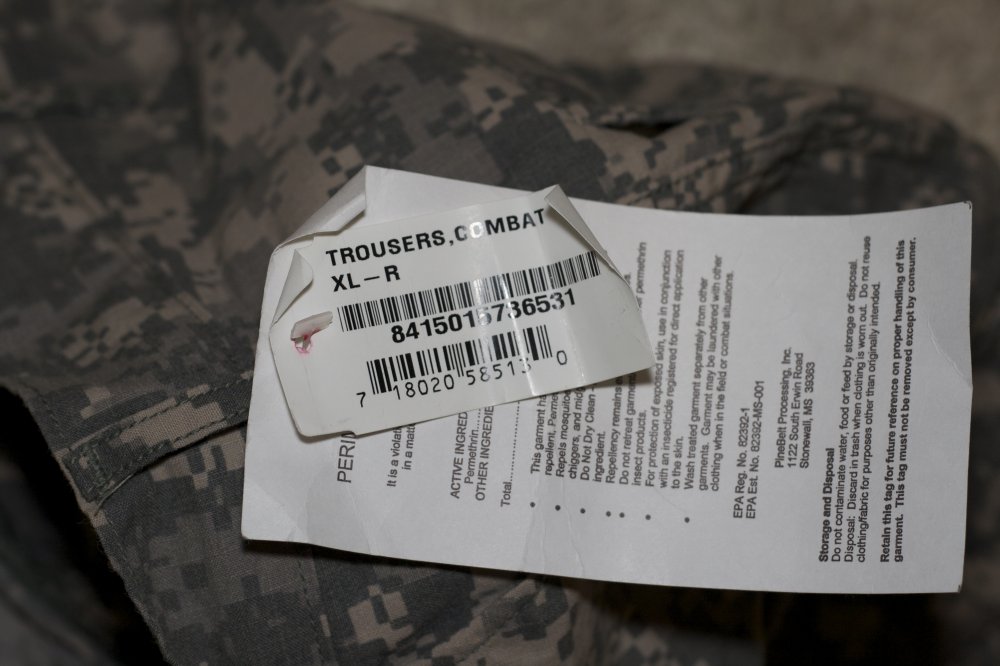 TROUSERS,COMBAT
XL-R
8415015736531
7 18020 58513 0
PERM
It is a violat
in a mat
ACTIVE INGRED
Permethrin
OTHER INGREDIE
Total
• This garment ha
repellent, Perme
• Repels mosquito
chiggers, and mid
• Do Not Dry Clean
ingredient.
• Repellency remains
• Do not retreat garment
insect products. permethrin
• For protection of exposed skin, use in conjunction
with an insecticide registered for direct application
to the skin.
• Wash treated garment separately from other
garments. Garment may be laundered with other
clothing when in the field or combat situations.
EPA Reg. No. 82392-1
EPA Est. No. 82392-MS-001
PineBelt Processing, Inc.
1122 South Erwin Road
Stonewall, MS 39363
Storage and Disposal
Do not contaminate water, food or feed by storage or disposal.
Disposal: Discard in trash when clothing is worn out. Do not reuse
clothing/fabric for purposes other than originally intended.
Retain this tag for future reference on proper handling of this
garment. This tag must not be removed except by consumer.